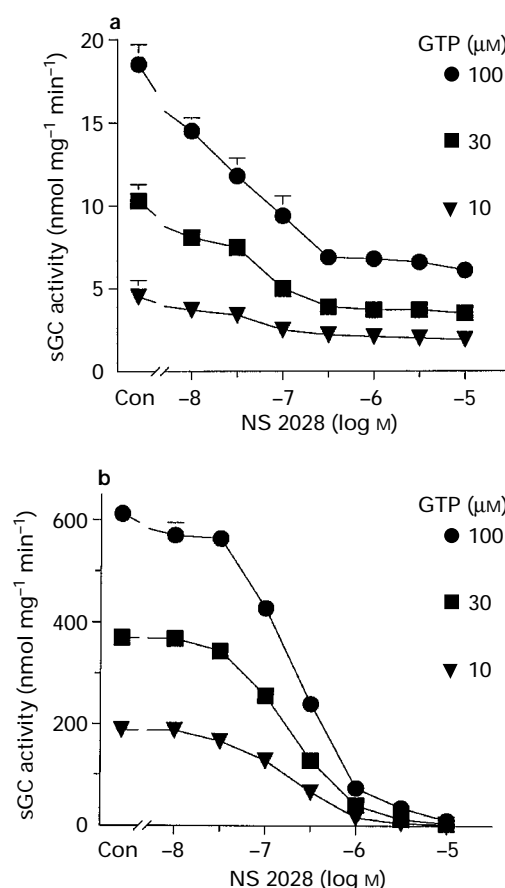 a
GTP (µM)
100
30
10
sGC activity (nmol mg⁻¹ min⁻¹)
20
15
10
5
0
Con
–8
–7
–6
–5
NS 2028 (log M)
b
GTP (µM)
100
30
10
sGC activity (nmol mg⁻¹ min⁻¹)
600
400
200
0
Con
–8
–7
–6
–5
NS 2028 (log M)